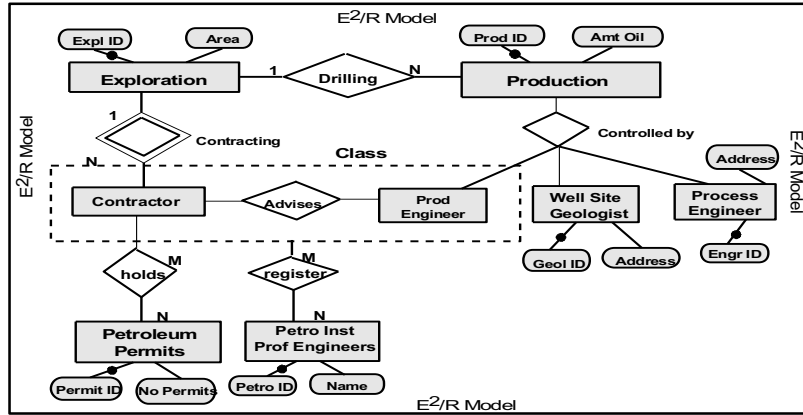 E²/R Model
Expl ID
Area
Prod ID
Amt Oil
Exploration
1
Drilling
N
Production
1
Contracting
Controlled by
E²/R Model
E²/R Model
N
Class
Address
Contractor
Advises
Prod
Engineer
Well Site
Geologist
Process
Engineer
Geol ID
Address
Engr ID
holds
M
register
M
N
N
Petroleum
Permits
Petro Inst
Prof Engineers
Permit ID
No Permits
Petro ID
Name
E²/R Model